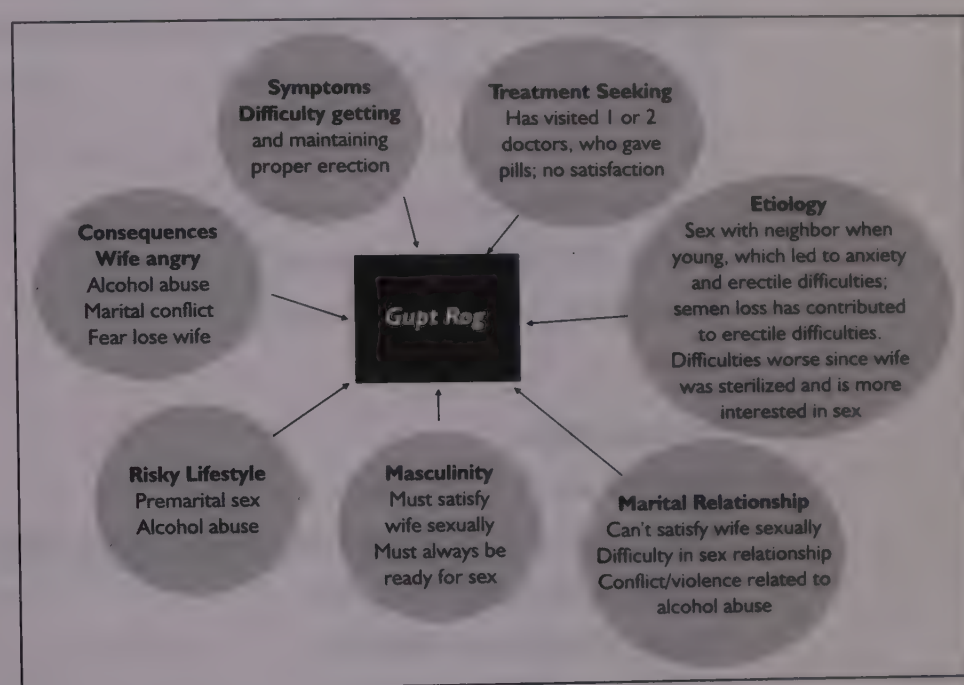 Symptoms
Difficulty getting
and maintaining
proper erection
Treatment Seeking
Has visited 1 or 2
doctors, who gave
pills; no satisfaction
Etiology
Sex with neighbor when
young, which led to anxiety
and erectile difficulties;
semen loss has contributed
to erectile difficulties.
Difficulties worse since wife
was sterilized and is more
interested in sex
Consequences
Wife angry
Alcohol abuse
Marital conflict
Fear lose wife
Gupt Rog
Risky Lifestyle
Premarital sex
Alcohol abuse
Masculinity
Must satisfy
wife sexually
Must always be
ready for sex
Marital Relationship
Can't satisfy wife sexually
Difficulty in sex relationship
Conflict/violence related to
alcohol abuse